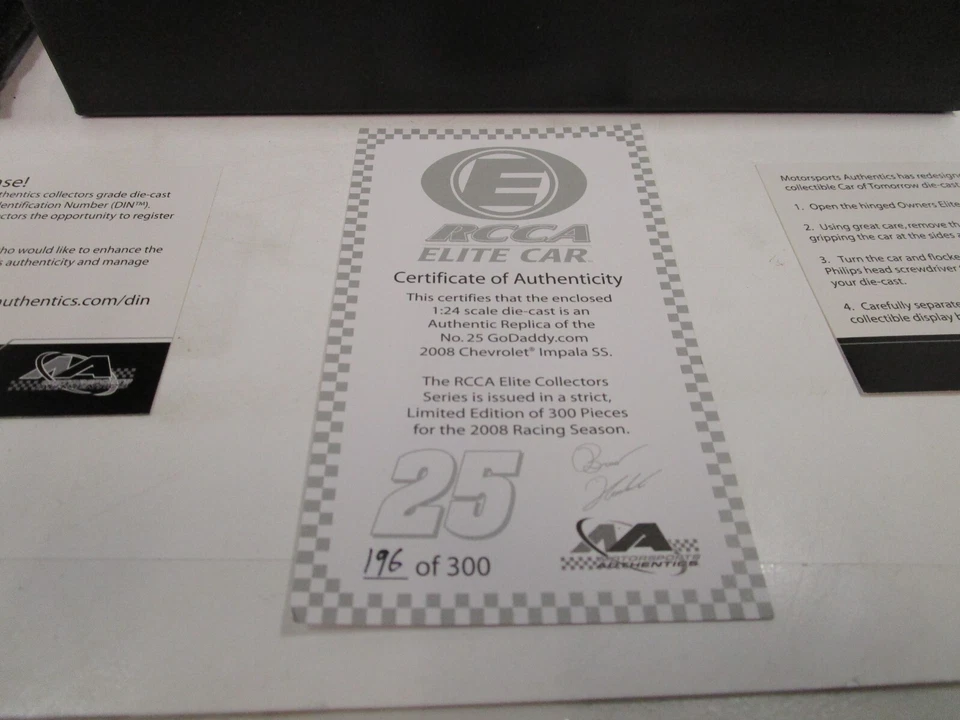 E
RCCA
ELITE CAR
Certificate of Authenticity
This certifies that the enclosed
1:24 scale die-cast is an
Authentic Replica of the
No. 25 GoDaddy.com
2008 Chevrolet® Impala SS.
The RCCA Elite Collectors
Series is issued in a strict,
Limited Edition of 300 Pieces
for the 2008 Racing Season.
25
196 of 300
MA
MOTORSPORTS
AUTHENTICS
se!
thentics collectors grade die-cast
entification Number (DIN™).
ctors the opportunity to register
ho would like to enhance the
s authenticity and manage
uthentics.com/din
Motorsports Authentics has redesign
collectible Car of Tomorrow die-cast
1. Open the hinged Owners Elite
2. Using great care, remove th
gripping the car at the sides a
3. Turn the car and flocke
Philips head screwdriver
your die-cast.
4. Carefully separate
collectible display b